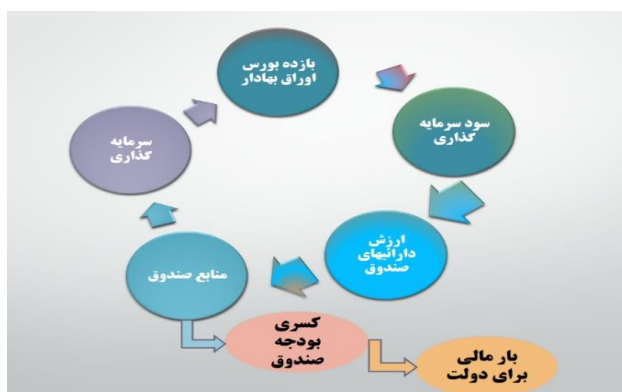 بازده بورس
اوراق بهادار
سود سرمایه
گذاری
ارزش
دارائیهای
صندوق
منابع صندوق
سرمایه
گذاری
کسری
بودجه
صندوق
بار مالی
برای دولت